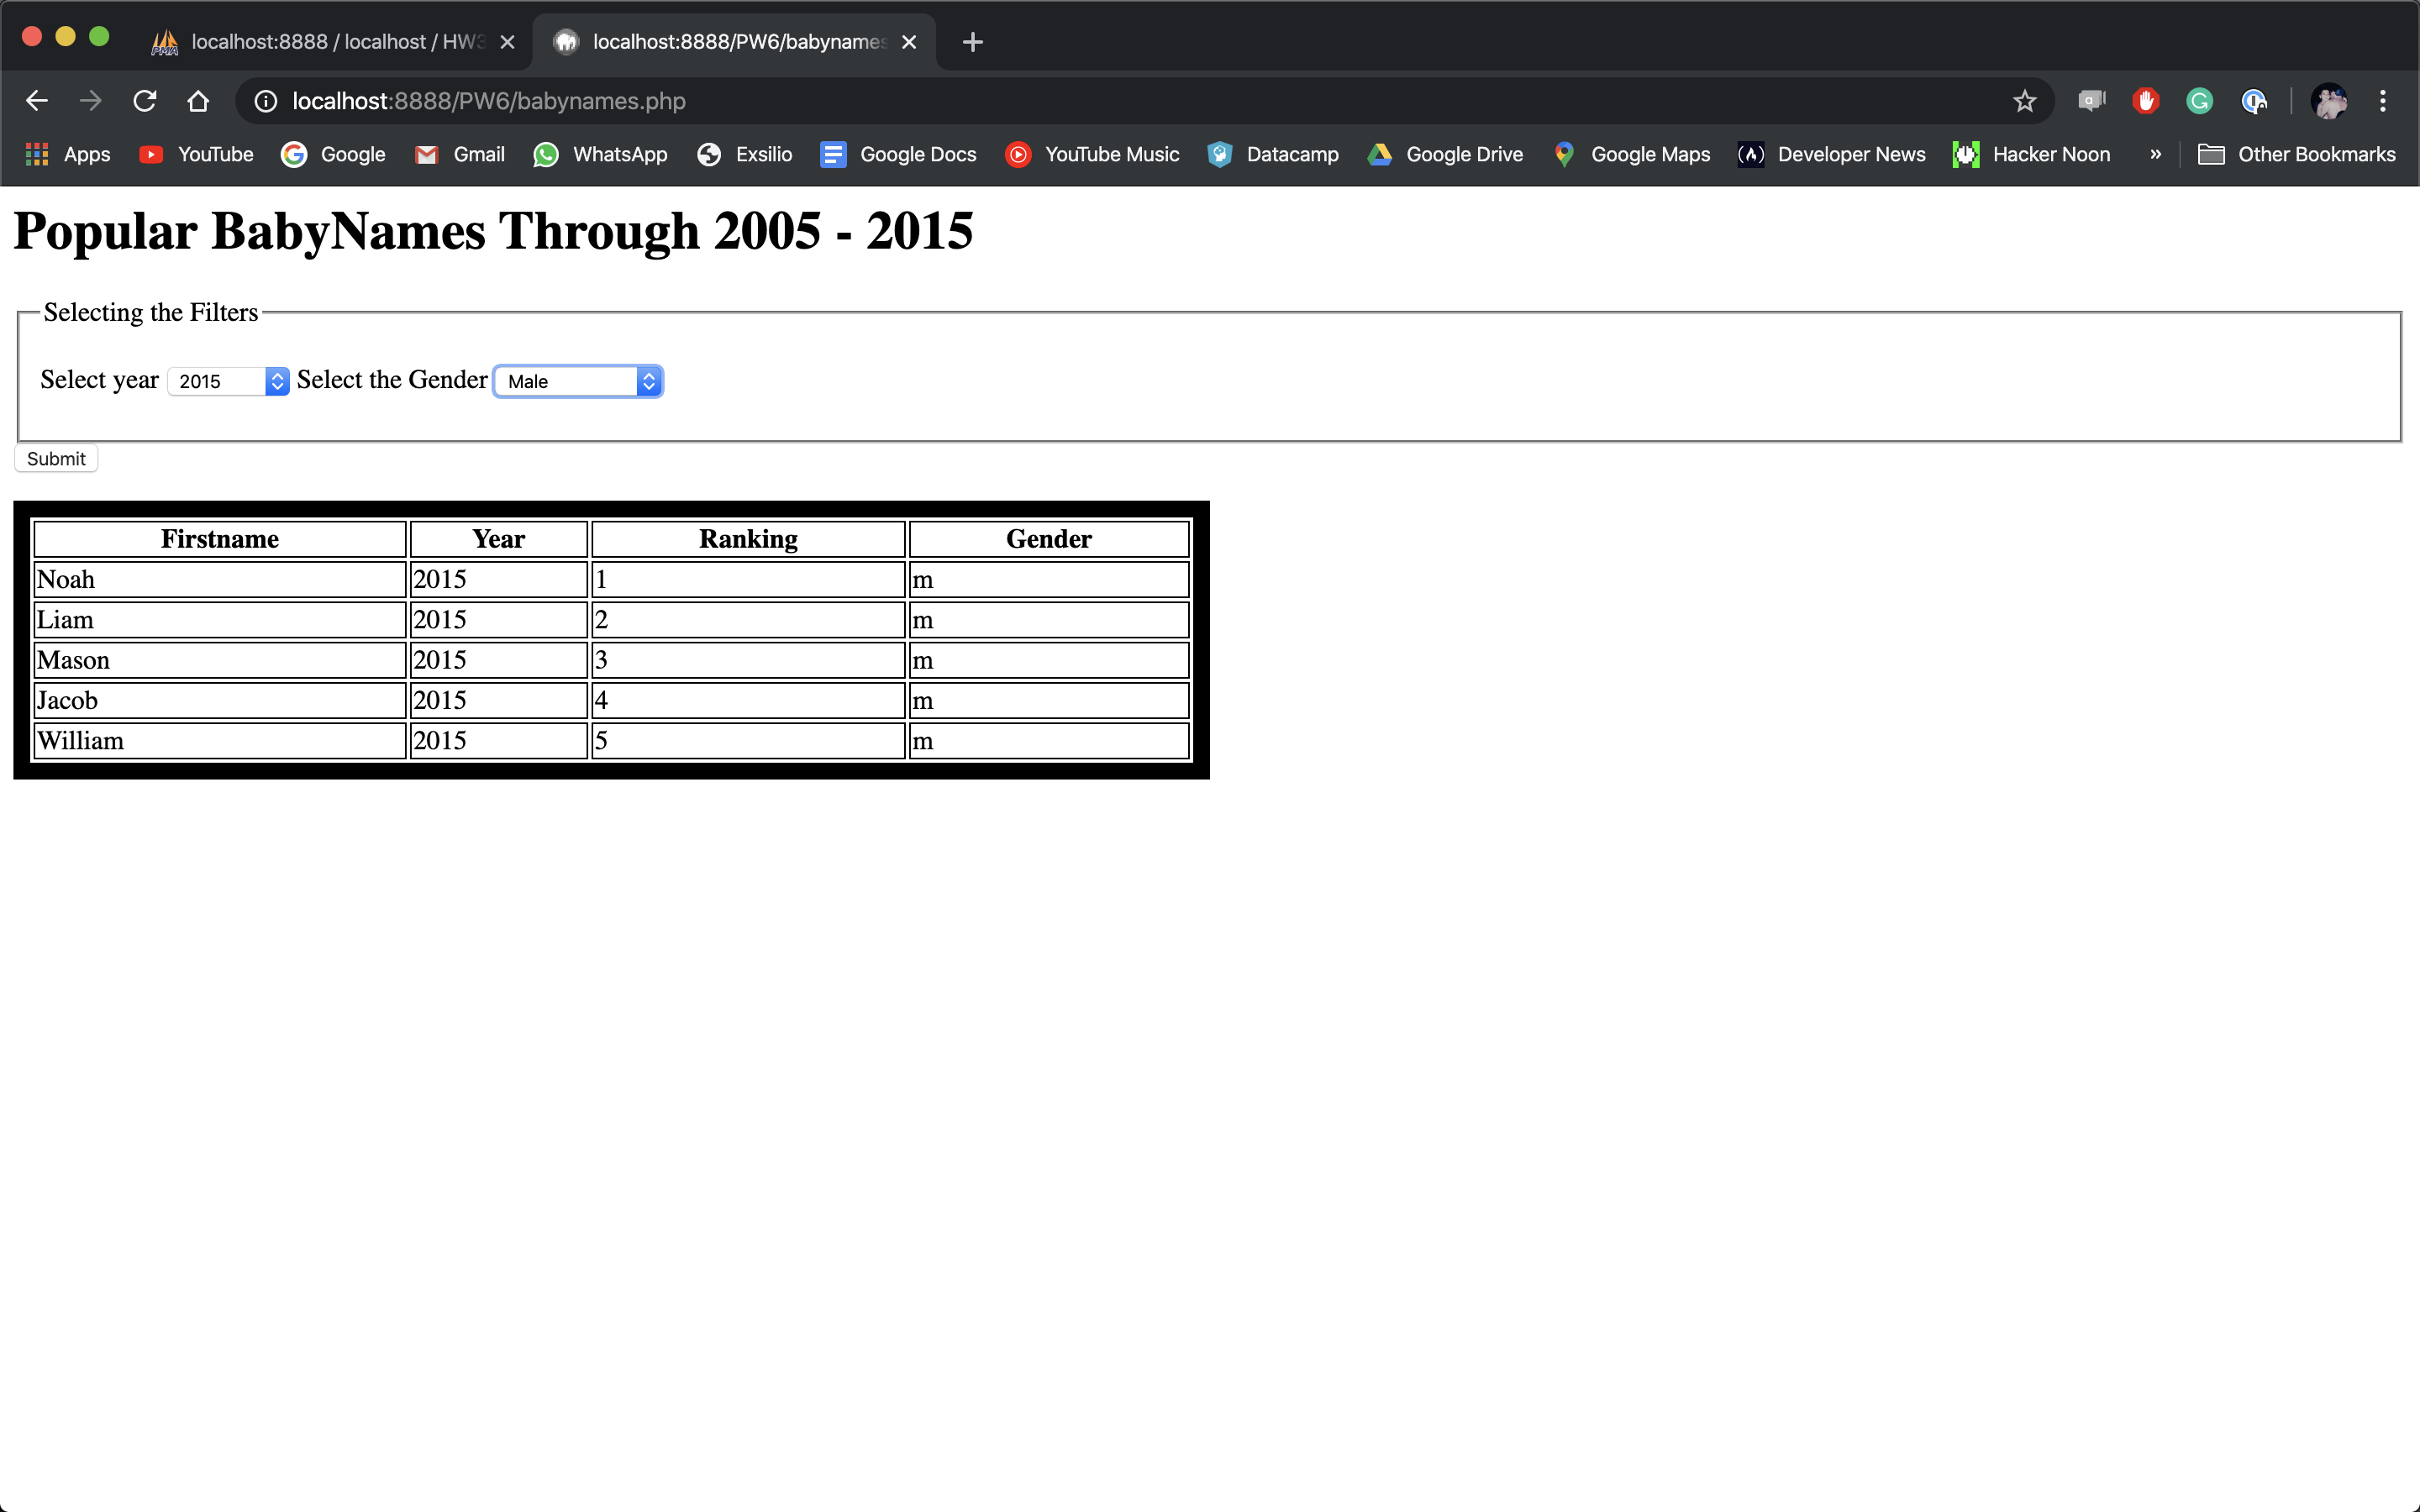 localhost:8888 / localhost / HW3
localhost:8888/PW6/babynames
localhost:8888/PW6/babynames.php
Apps YouTube Google Gmail WhatsApp Exsilio Google Docs YouTube Music Datacamp Google Drive Google Maps Developer News Hacker Noon » Other Bookmarks
Popular BabyNames Through 2005 - 2015
Selecting the Filters
Select year 2015 Select the Gender Male
Submit
Firstname Year Ranking Gender
Noah 2015 1 m
Liam 2015 2 m
Mason 2015 3 m
Jacob 2015 4 m
William 2015 5 m